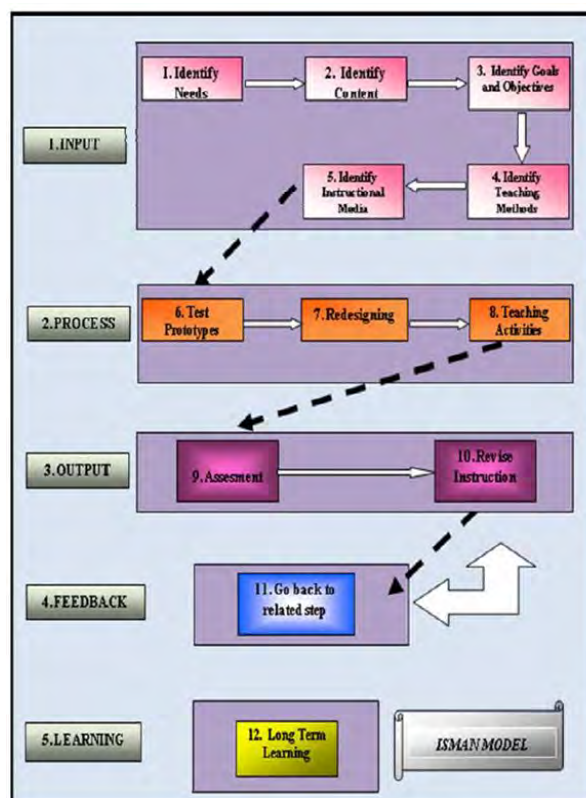 1. Identify
Needs
2. Identify
Content
3. Identify Goals
and Objectives
1.INPUT
5. Identify
Instructional
Media
4. Identify
Teaching
Methods
2.PROCESS
6. Test
Prototypes
7. Redesigning
8. Teaching
Activities
3.OUTPUT
9. Assesment
10. Revise
Instruction
4.FEEDBACK
11. Go back to
related step
5.LEARNING
12. Long Term
Learning
ISMAN MODEL